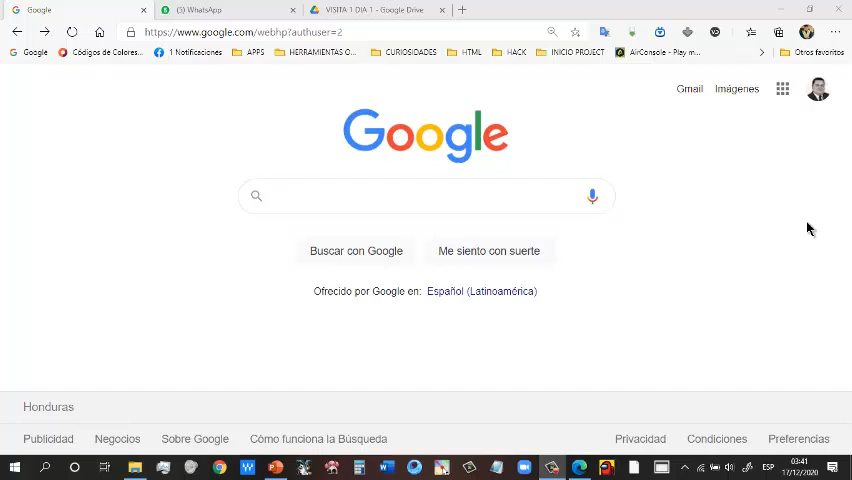 Google
(3) WhatsApp
VISITA 1 DIA 1 - Google Drive
https://www.google.com/webhp?authuser=2
Google
Códigos de Colores...
1 Notificaciones
APPS
HERRAMIENTAS O...
CURIOSIDADES
HTML
HACK
INICIO PROJECT
AirConsole - Play m...
Otros favoritos
Gmail
Imágenes
Google
Buscar con Google
Me siento con suerte
Ofrecido por Google en: Español (Latinoamérica)
Honduras
Publicidad
Negocios
Sobre Google
Cómo funciona la Búsqueda
Privacidad
Condiciones
Preferencias
ESP
03:41
17/12/2020